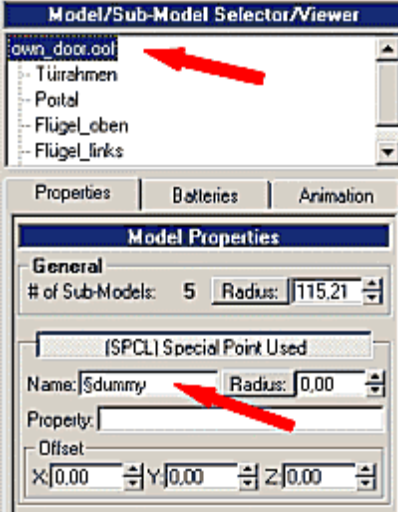 Model/Sub-Model Selector/Viewer
own_door.oof
Türrahmen
Portal
Flügel_oben
Flügel_links
Properties Batteries Animation
Model Properties
General
# of Sub-Models: 5 Radius: 115,21
(SPCL) Special Point Used
Name: §dummy Radius: 0,00
Property:
Offset
X: 0.00 Y: 0.00 Z: 0.00